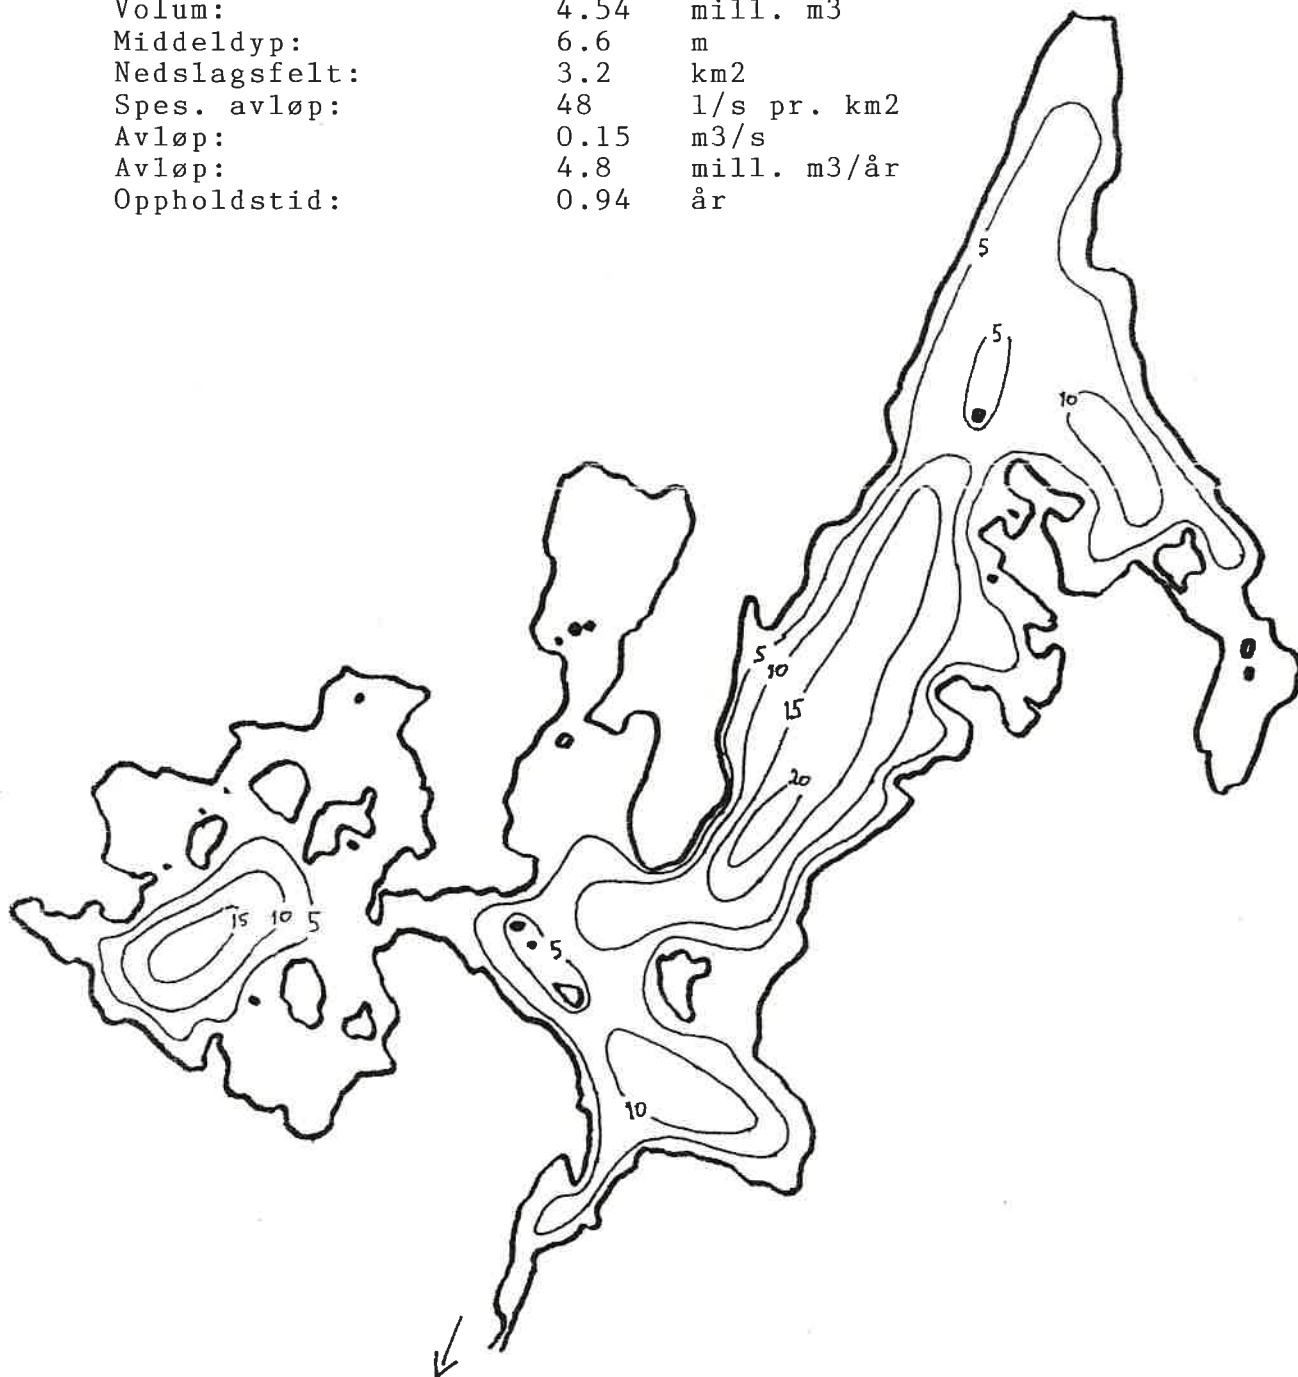 Volum: 4.54 mill. m3
Middeldyp: 6.6 m
Nedslagsfelt: 3.2 km2
Spes. avløp: 48 l/s pr. km2
Avløp: 0.15 m3/s
Avløp: 4.8 mill. m3/år
Oppholdstid: 0.94 år
5
5
10
5
10
15
20
15 10 5
5
10